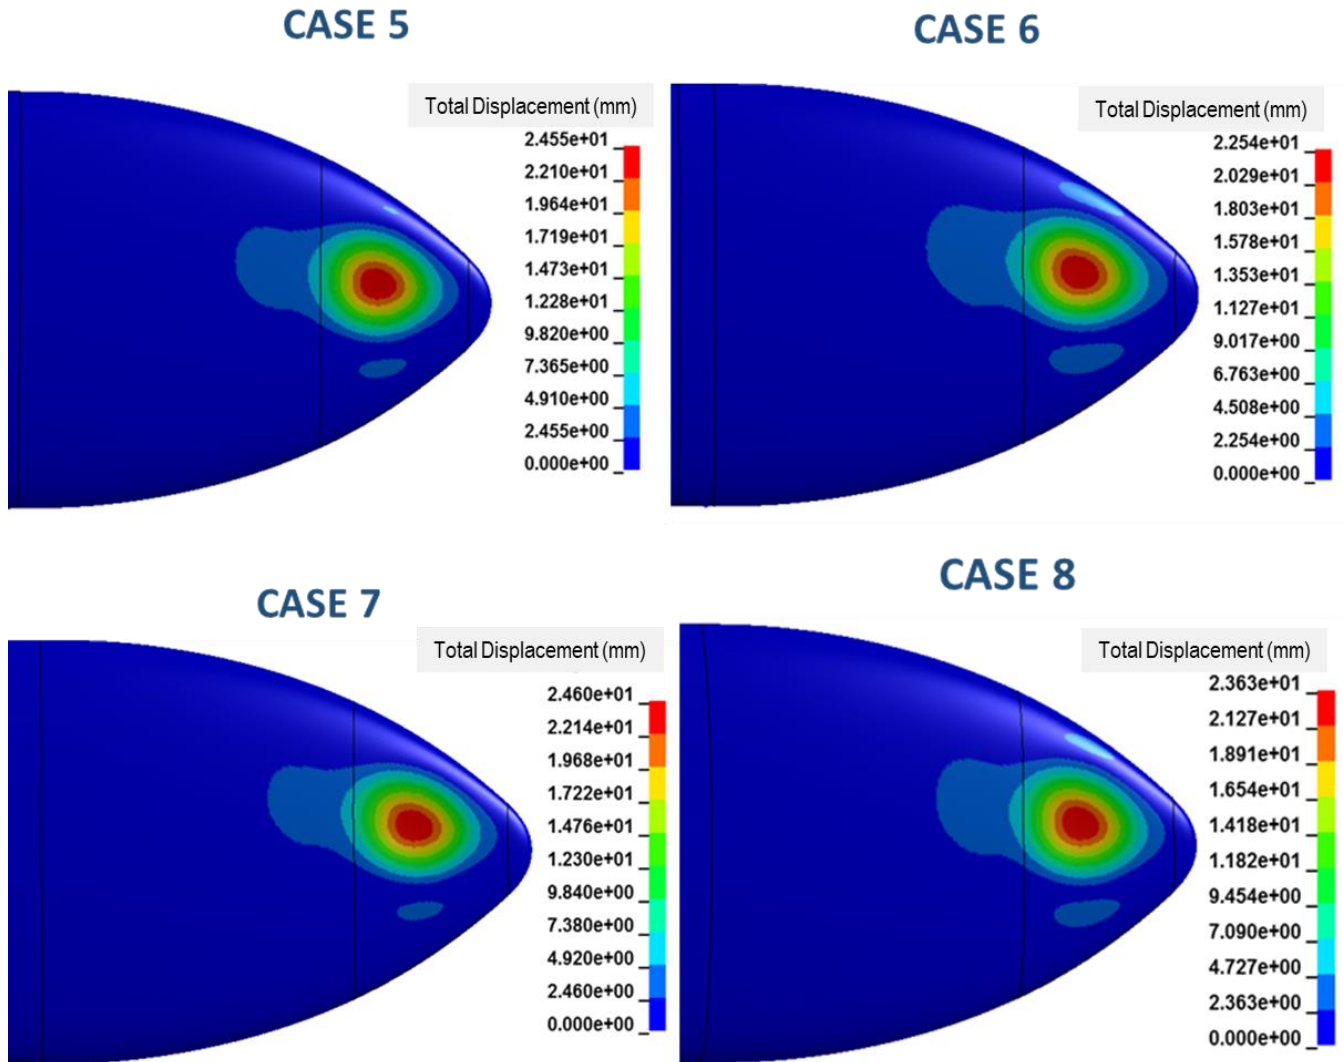 CASE 5
Total Displacement (mm)
2.455e+01
2.210e+01
1.964e+01
1.719e+01
1.473e+01
1.228e+01
9.820e+00
7.365e+00
4.910e+00
2.455e+00
0.000e+00
CASE 6
Total Displacement (mm)
2.254e+01
2.029e+01
1.803e+01
1.578e+01
1.353e+01
1.127e+01
9.017e+00
6.763e+00
4.508e+00
2.254e+00
0.000e+00
CASE 7
Total Displacement (mm)
2.460e+01
2.214e+01
1.968e+01
1.722e+01
1.476e+01
1.230e+01
9.840e+00
7.380e+00
4.920e+00
2.460e+00
0.000e+00
CASE 8
Total Displacement (mm)
2.363e+01
2.127e+01
1.891e+01
1.654e+01
1.418e+01
1.182e+01
9.454e+00
7.090e+00
4.727e+00
2.363e+00
0.000e+00